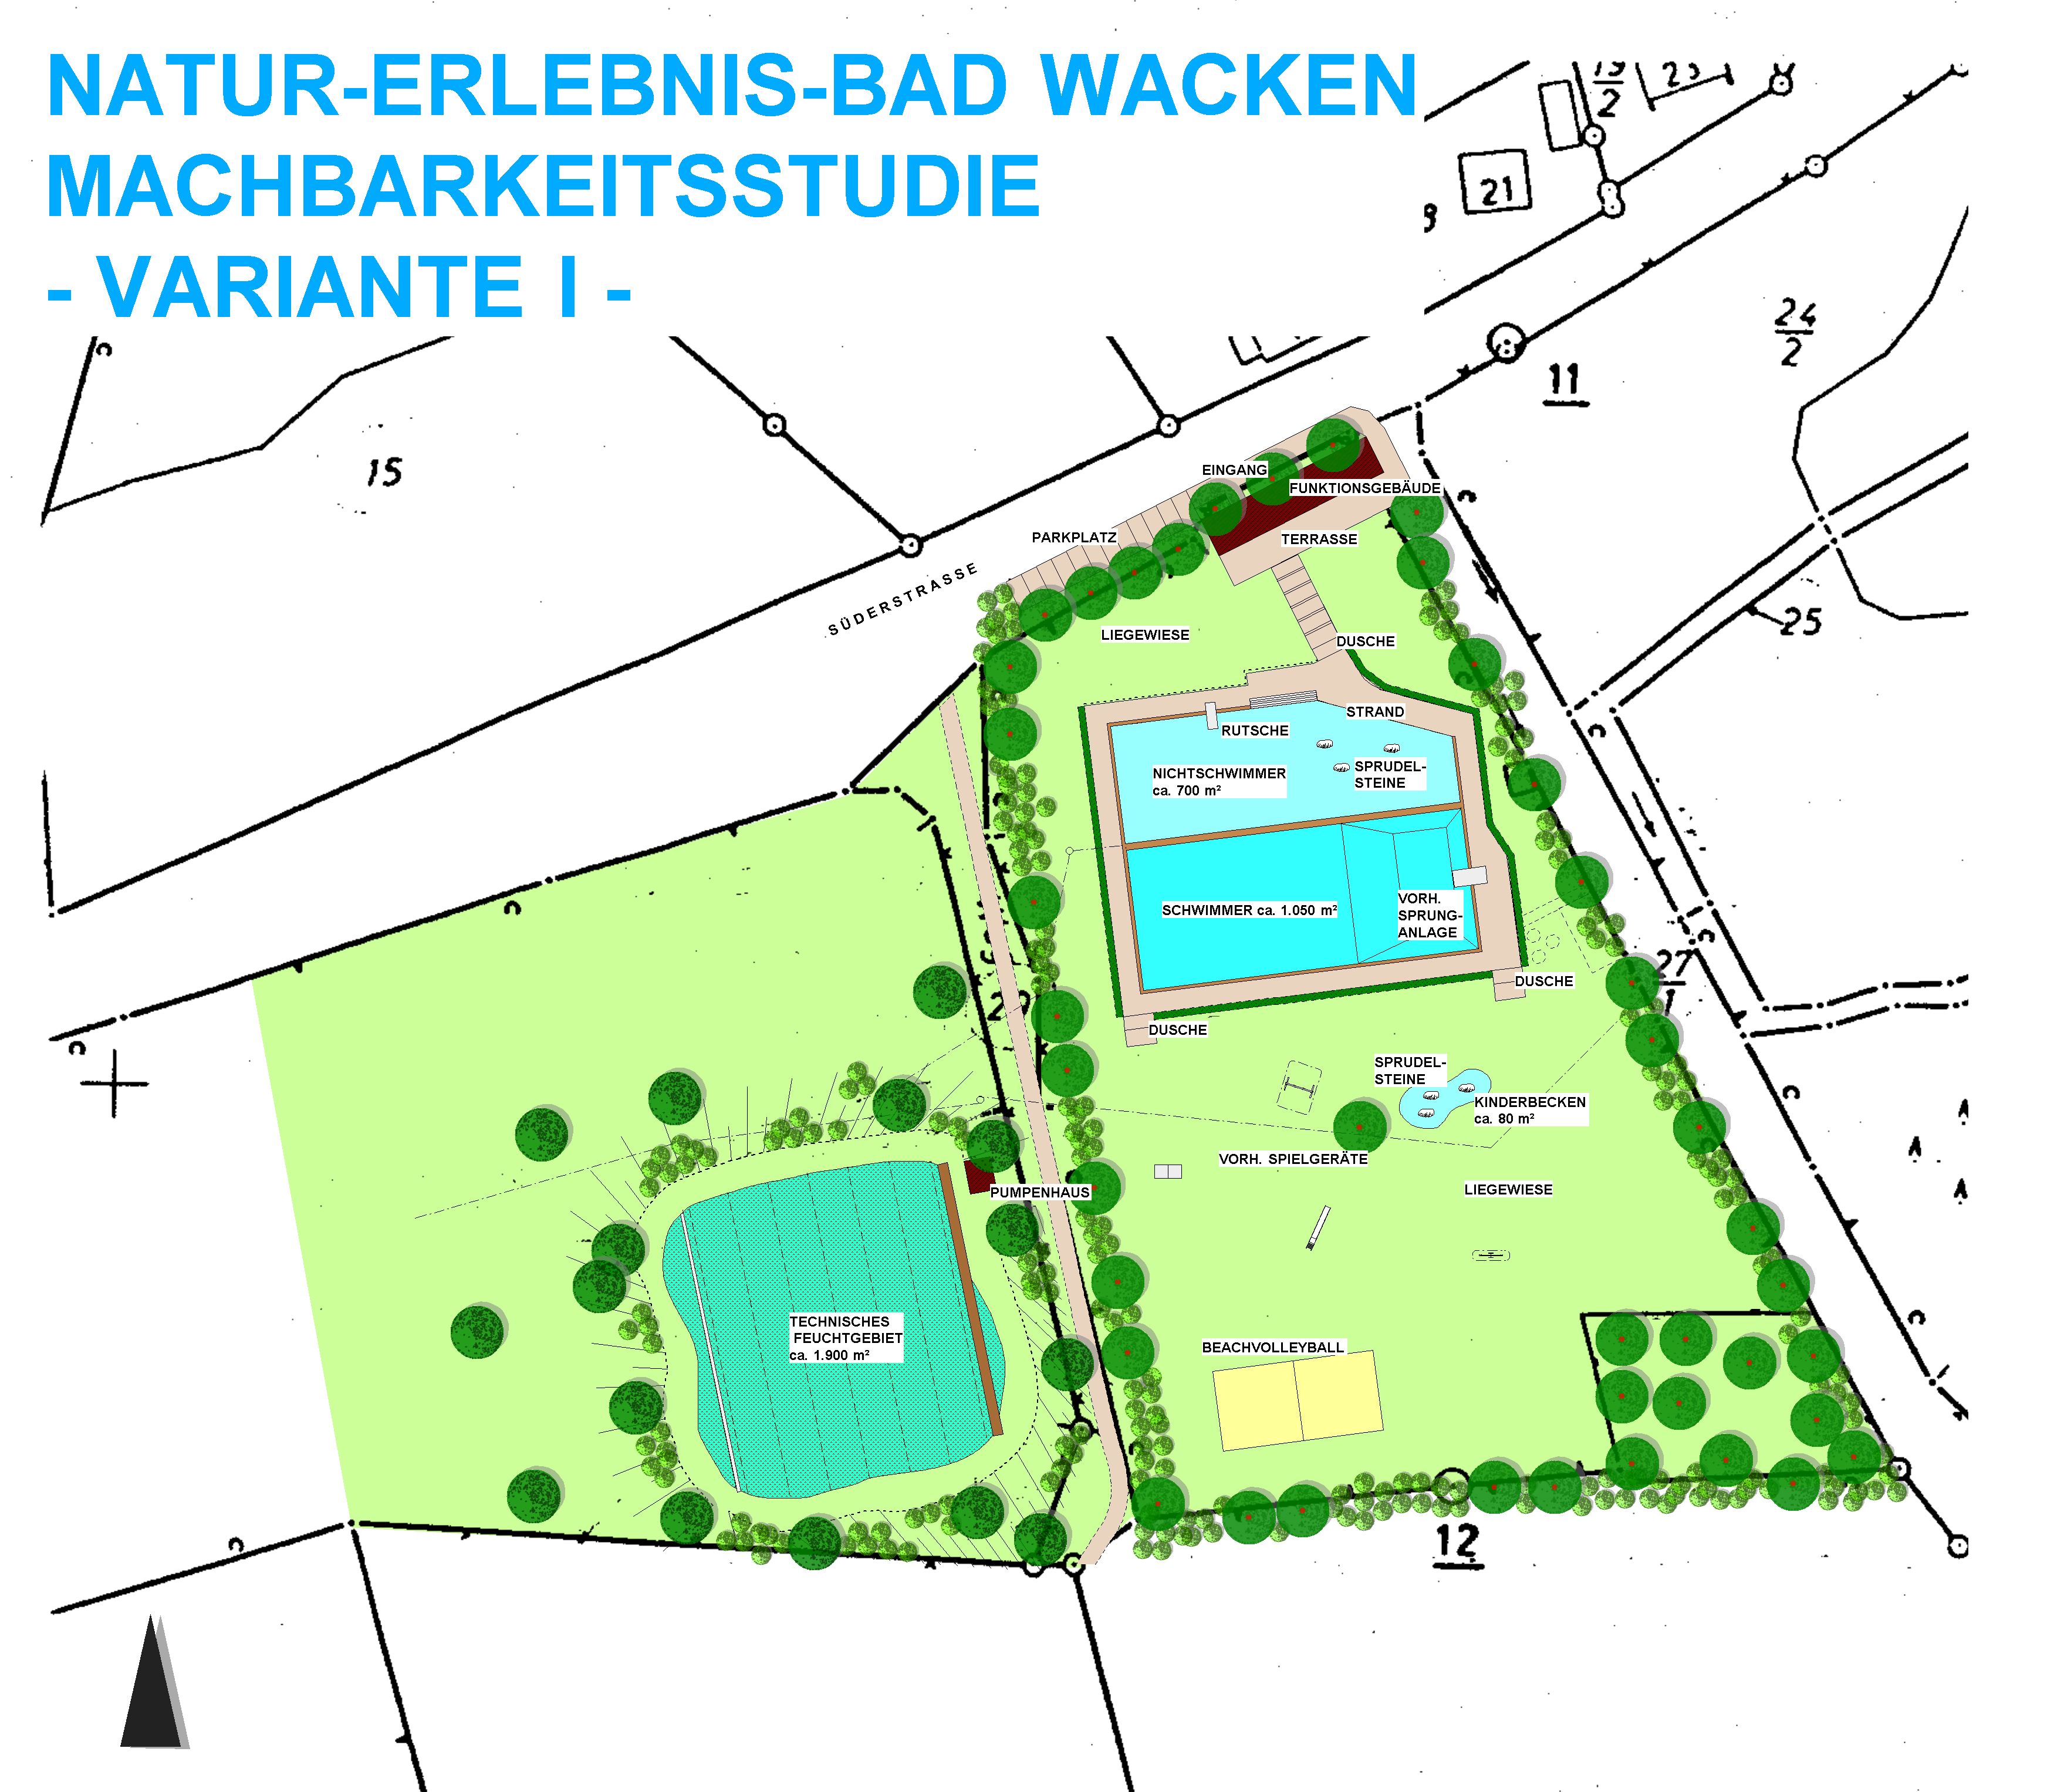 NATUR-ERLEBNIS-BAD WACKEN
MACHBARKEITSSTUDIE
- VARIANTE I -
19
2
23
21
24
2
11
15
EINGANG
FUNKTIONSGEBÄUDE
PARKPLATZ
TERRASSE
SÜDERSTRASSE
25
LIEGEWIESE
DUSCHE
STRAND
RUTSCHE
NICHTSCHWIMMER
ca. 700 m²
SPRUDEL-
STEINE
SCHWIMMER ca. 1.050 m²
VORH.
SPRUNG-
ANLAGE
27
1
DUSCHE
DUSCHE
SPRUDEL-
STEINE
KINDERBECKEN
ca. 80 m²
VORH. SPIELGERÄTE
LIEGEWIESE
PUMPENHAUS
TECHNISCHES
FEUCHTGEBIET
ca. 1.900 m²
BEACHVOLLEYBALL
12